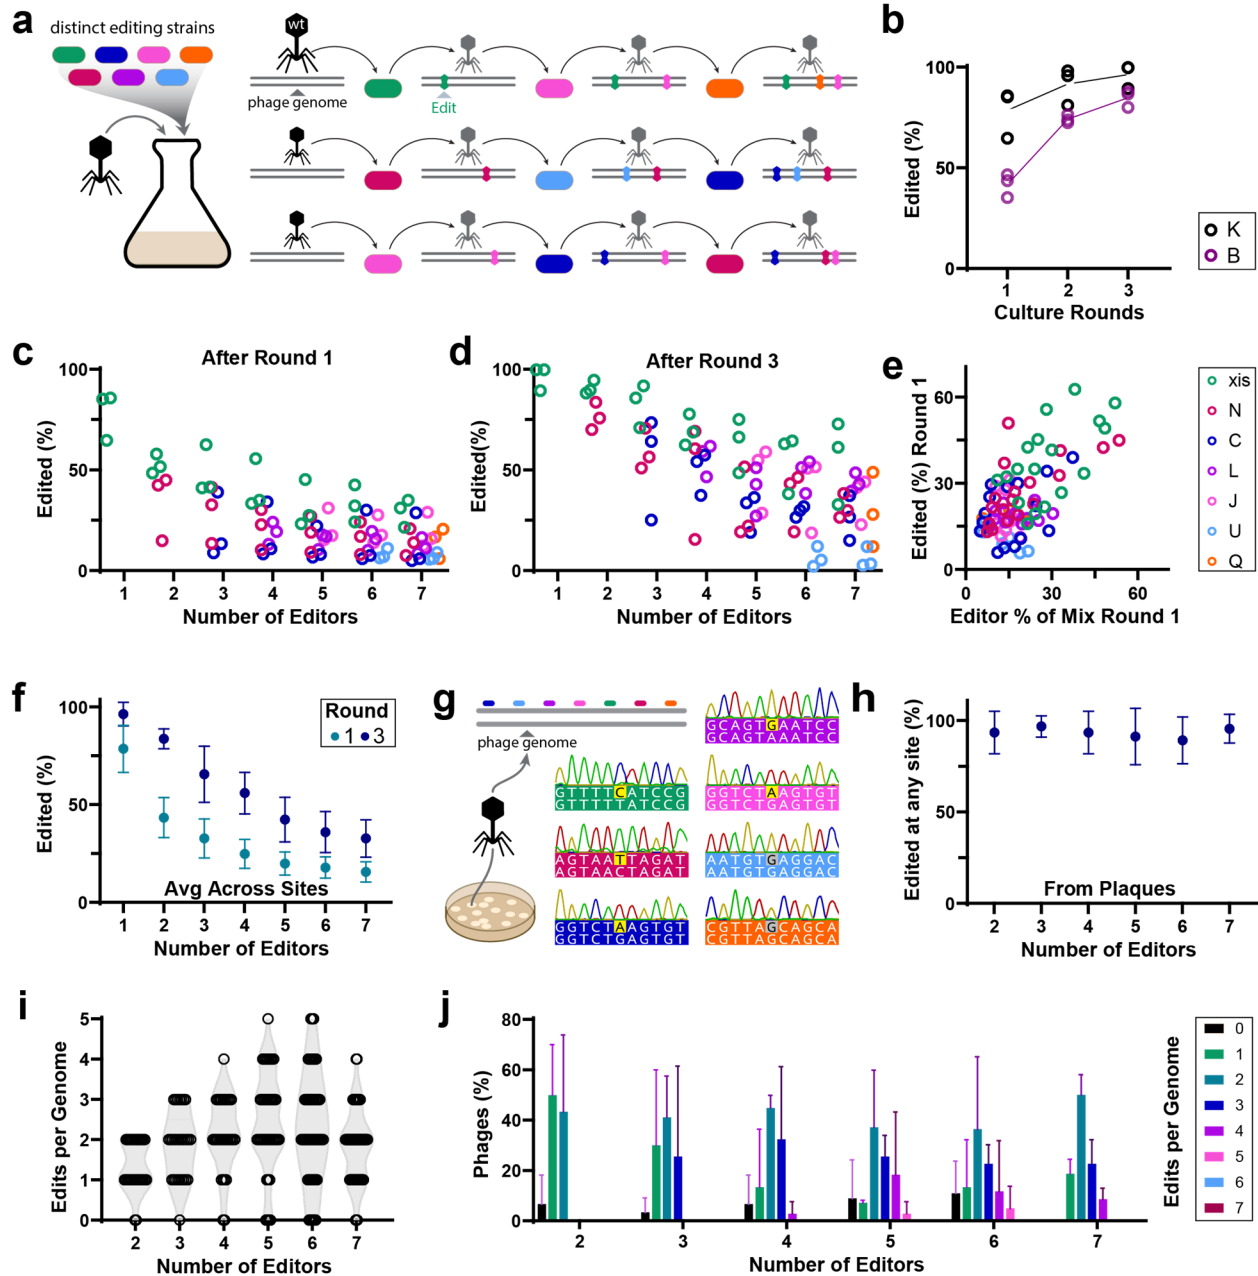 a
distinct editing strains
wt
phage genome
Edit
b
Edited (%)
100
50
0
1
2
3
Culture Rounds
K
B
c
After Round 1
Edited (%)
100
50
0
1
2
3
4
5
6
7
Number of Editors
d
After Round 3
Edited(%)
100
50
0
1
2
3
4
5
6
7
Number of Editors
e
Edited (%) Round 1
60
30
0
0
30
60
Editor % of Mix Round 1
xis
N
C
L
J
U
Q
f
Edited (%)
100
50
0
Round
1
3
Avg Across Sites
1
2
3
4
5
6
7
Number of Editors
g
phage genome
GCAGTGAATCC
GCAGTAAATCC
GTTTTCATCCG
GTTTTTATCCG
GGTCTAAGTGT
GGTCTGAGTGT
AGTAATTAGAT
AGTAACTAGAT
AATGTGAGGAC
AATGTGAGGAC
GGTCTAAGTGT
GGTCTGAGTGT
CGTTAGCAGCA
CGTTAGCAGCA
h
Edited at any site (%)
100
50
0
From Plaques
2
3
4
5
6
7
Number of Editors
i
Edits per Genome
5
4
3
2
1
0
2
3
4
5
6
7
Number of Editors
j
Phages (%)
80
60
40
20
0
2
3
4
5
6
7
Number of Editors
Edits per Genome
0
1
2
3
4
5
6
7